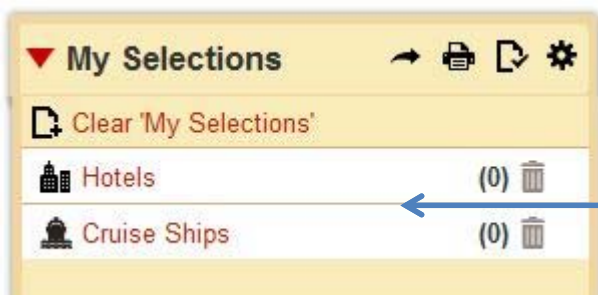 My Selections
Clear 'My Selections'
Hotels (0)
Cruise Ships (0)